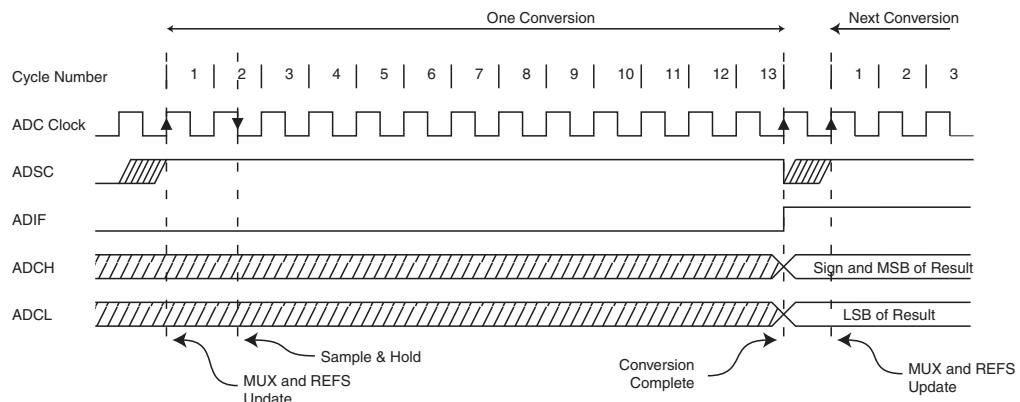 One Conversion
Next Conversion
Cycle Number
1 2 3 4 5 6 7 8 9 10 11 12 13 1 2 3
ADC Clock
ADSC
ADIF
ADCH
Sign and MSB of Result
ADCL
LSB of Result
Sample & Hold
MUX and REFS
Update
Conversion
Complete
MUX and REFS
Update